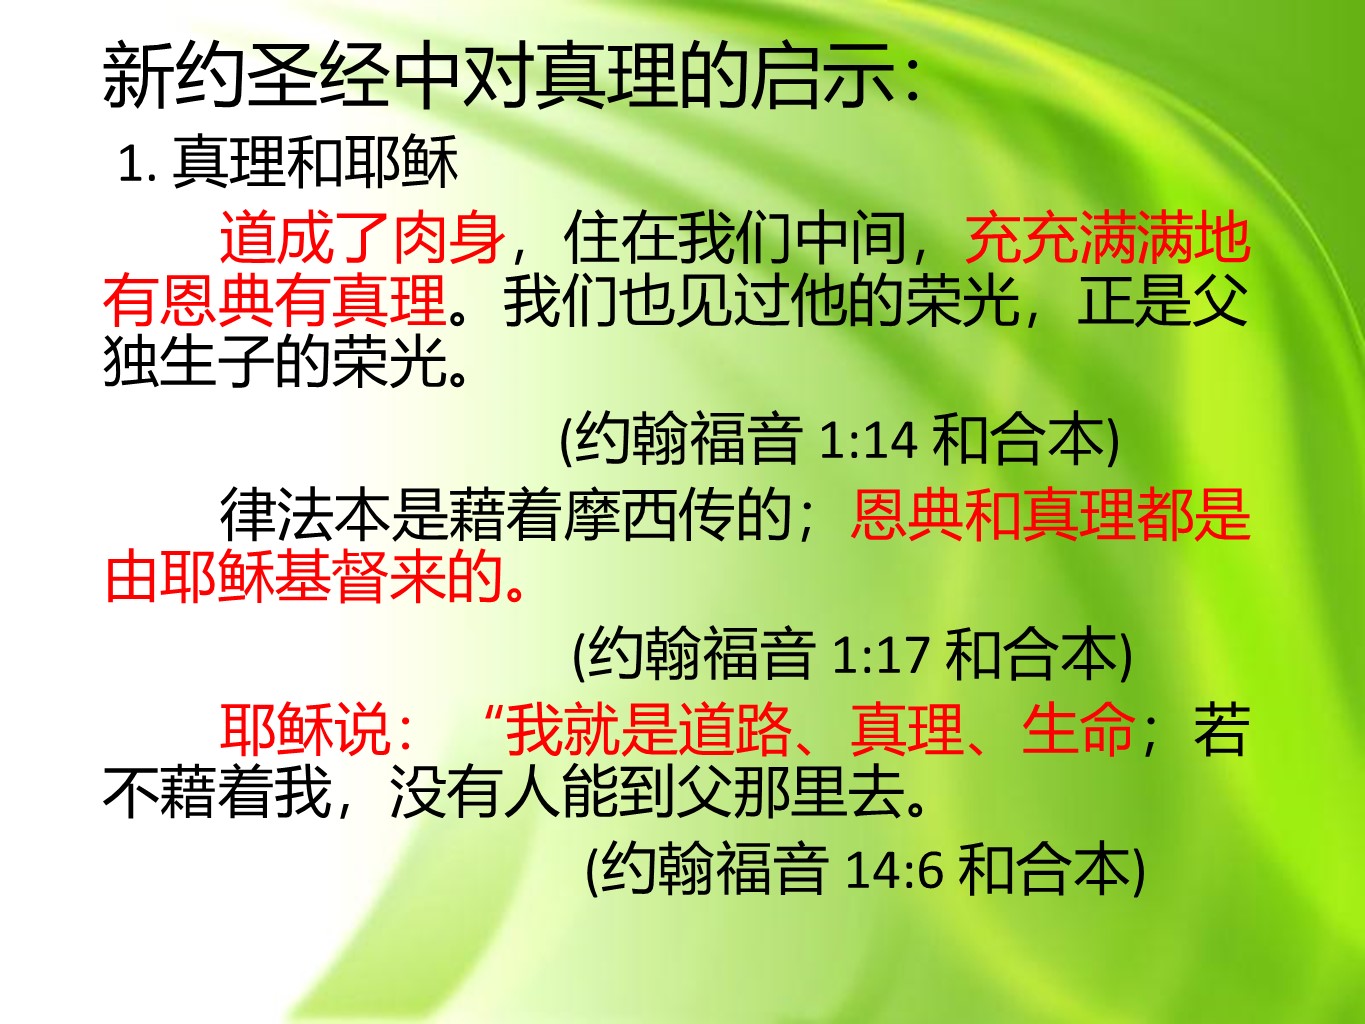 新约圣经中对真理的启示：
1. 真理和耶稣
道成了肉身，住在我们中间，充充满满地
有恩典有真理。我们也见过他的荣光，正是父
独生子的荣光。
(约翰福音 1:14 和合本)
律法本是藉着摩西传的；恩典和真理都是
由耶稣基督来的。
(约翰福音 1:17 和合本)
耶稣说：“我就是道路、真理、生命；若
不藉着我，没有人能到父那里去。
(约翰福音 14:6 和合本)